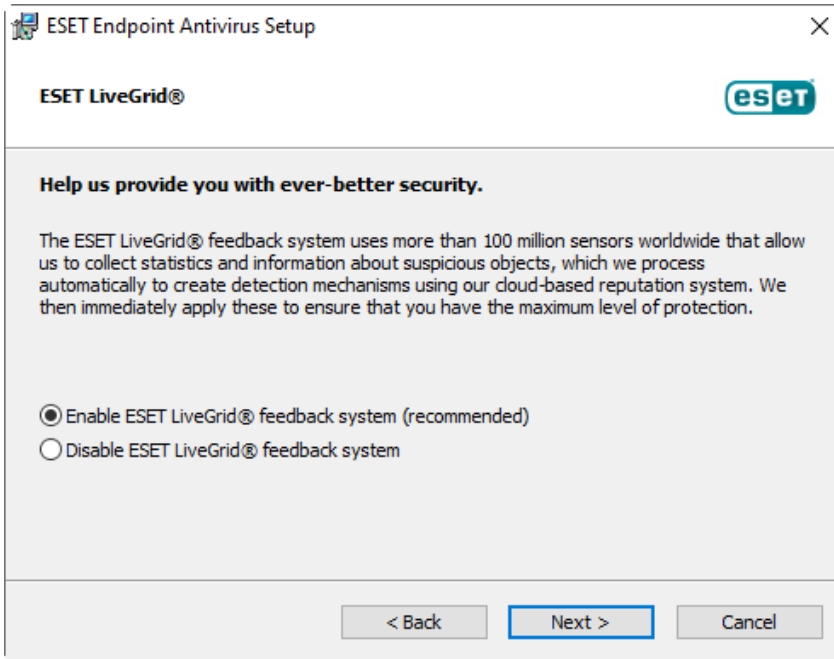 ESET Endpoint Antivirus Setup
ESET LiveGrid®
eseT
Help us provide you with ever-better security.
The ESET LiveGrid® feedback system uses more than 100 million sensors worldwide that allow
us to collect statistics and information about suspicious objects, which we process
automatically to create detection mechanisms using our cloud-based reputation system. We
then immediately apply these to ensure that you have the maximum level of protection.
Enable ESET LiveGrid® feedback system (recommended)
Disable ESET LiveGrid® feedback system
< Back Next > Cancel